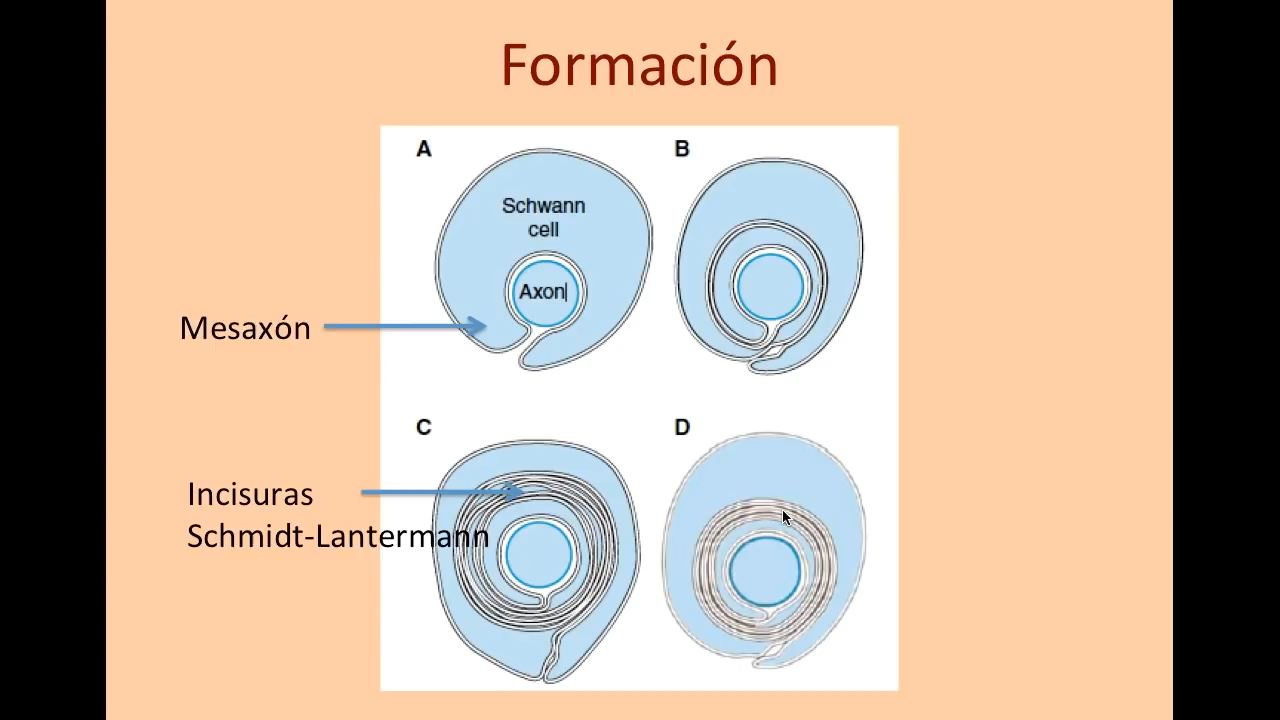 Formación
A
B
Schwann
cell
Axon
Mesaxón
C
D
Incisuras
Schmidt-Lantermann